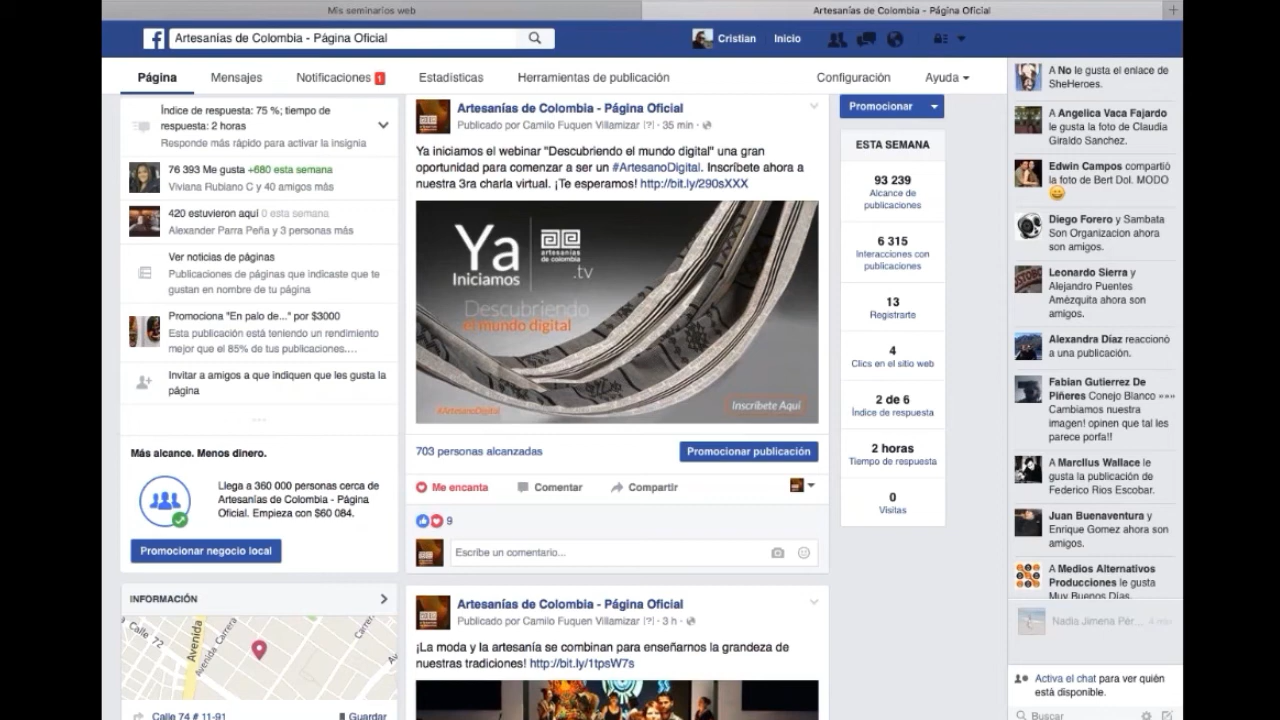 Mis seminarios web
Artesanías de Colombia - Página Oficial
Artesanías de Colombia - Página Oficial
Cristian
Inicio
Página
Mensajes
Notificaciones 1
Estadísticas
Herramientas de publicación
Configuración
Ayuda
Índice de respuesta: 75 %; tiempo de
respuesta: 2 horas
Responde más rápido para activar la insignia
76 393 Me gusta +680 esta semana
Viviana Rubiano C y 40 amigos más
420 estuvieron aquí 0 esta semana
Alexander Parra Peña y 3 personas más
Ver noticias de páginas
Publicaciones de páginas que indicaste que te
gustan en nombre de tu página
Promociona "En palo de..." por $3000
Esta publicación está teniendo un rendimiento
mejor que el 85% de tus publicaciones....
Invitar a amigos a que indiquen que les gusta la
página
Más alcance. Menos dinero.
Llega a 360 000 personas cerca de
Artesanías de Colombia - Página
Oficial. Empieza con $60 084.
Promocionar negocio local
INFORMACIÓN
Calle 72
Avenida
Carrera
Avenida Carrera
Carrer
Av
Calle 74 # 11-91
Guardar
Artesanías de Colombia - Página Oficial
Publicado por Camilo Fuquen Villamizar [?] · 35 min ·
Ya iniciamos el webinar "Descubriendo el mundo digital" una gran
oportunidad para comenzar a ser un #ArtesanoDigital. Inscríbete ahora a
nuestra 3ra charla virtual. ¡Te esperamos! http://bit.ly/290sXXX
Ya
Iniciamos
artesanías
de colombia
.tv
Descubriendo
el mundo digital
#ArtesanoDigital
Inscríbete Aquí
703 personas alcanzadas
Promocionar publicación
Me encanta
Comentar
Compartir
9
Escribe un comentario...
Artesanías de Colombia - Página Oficial
Publicado por Camilo Fuquen Villamizar [?] · 3 h ·
¡La moda y la artesanía se combinan para enseñarnos la grandeza de
nuestras tradiciones! http://bit.ly/1tpsW7s
Promocionar
ESTA SEMANA
93 239
Alcance de
publicaciones
6 315
Interacciones con
publicaciones
13
Registrarte
4
Clics en el sitio web
2 de 6
Índice de respuesta
2 horas
Tiempo de respuesta
0
Visitas
A No le gusta el enlace de
SheHeroes.
A Angelica Vaca Fajardo
le gusta la foto de Claudia
Giraldo Sanchez.
Edwin Campos compartió
la foto de Bert Dol. MODO
Diego Forero y Sambata
Son Organizacion ahora
son amigos.
Leonardo Sierra y
Alejandro Puentes
Amézquita ahora son
amigos.
Alexandra Díaz reaccionó
a una publicación.
Fabian Gutierrez De
Piñeres Conejo Blanco »»»
Cambiamos nuestra
imagen! opinen que tal les
parece porfa!!
A Marcllus Wallace le
gusta la publicación de
Federico Rios Escobar.
Juan Buenaventura y
Enrique Gomez ahora son
amigos.
A Medios Alternativos
Producciones le gusta
Muy Buenos Días.
Nadia Jimena Pér...
4 min
Activa el chat para ver quién
está disponible.
Buscar